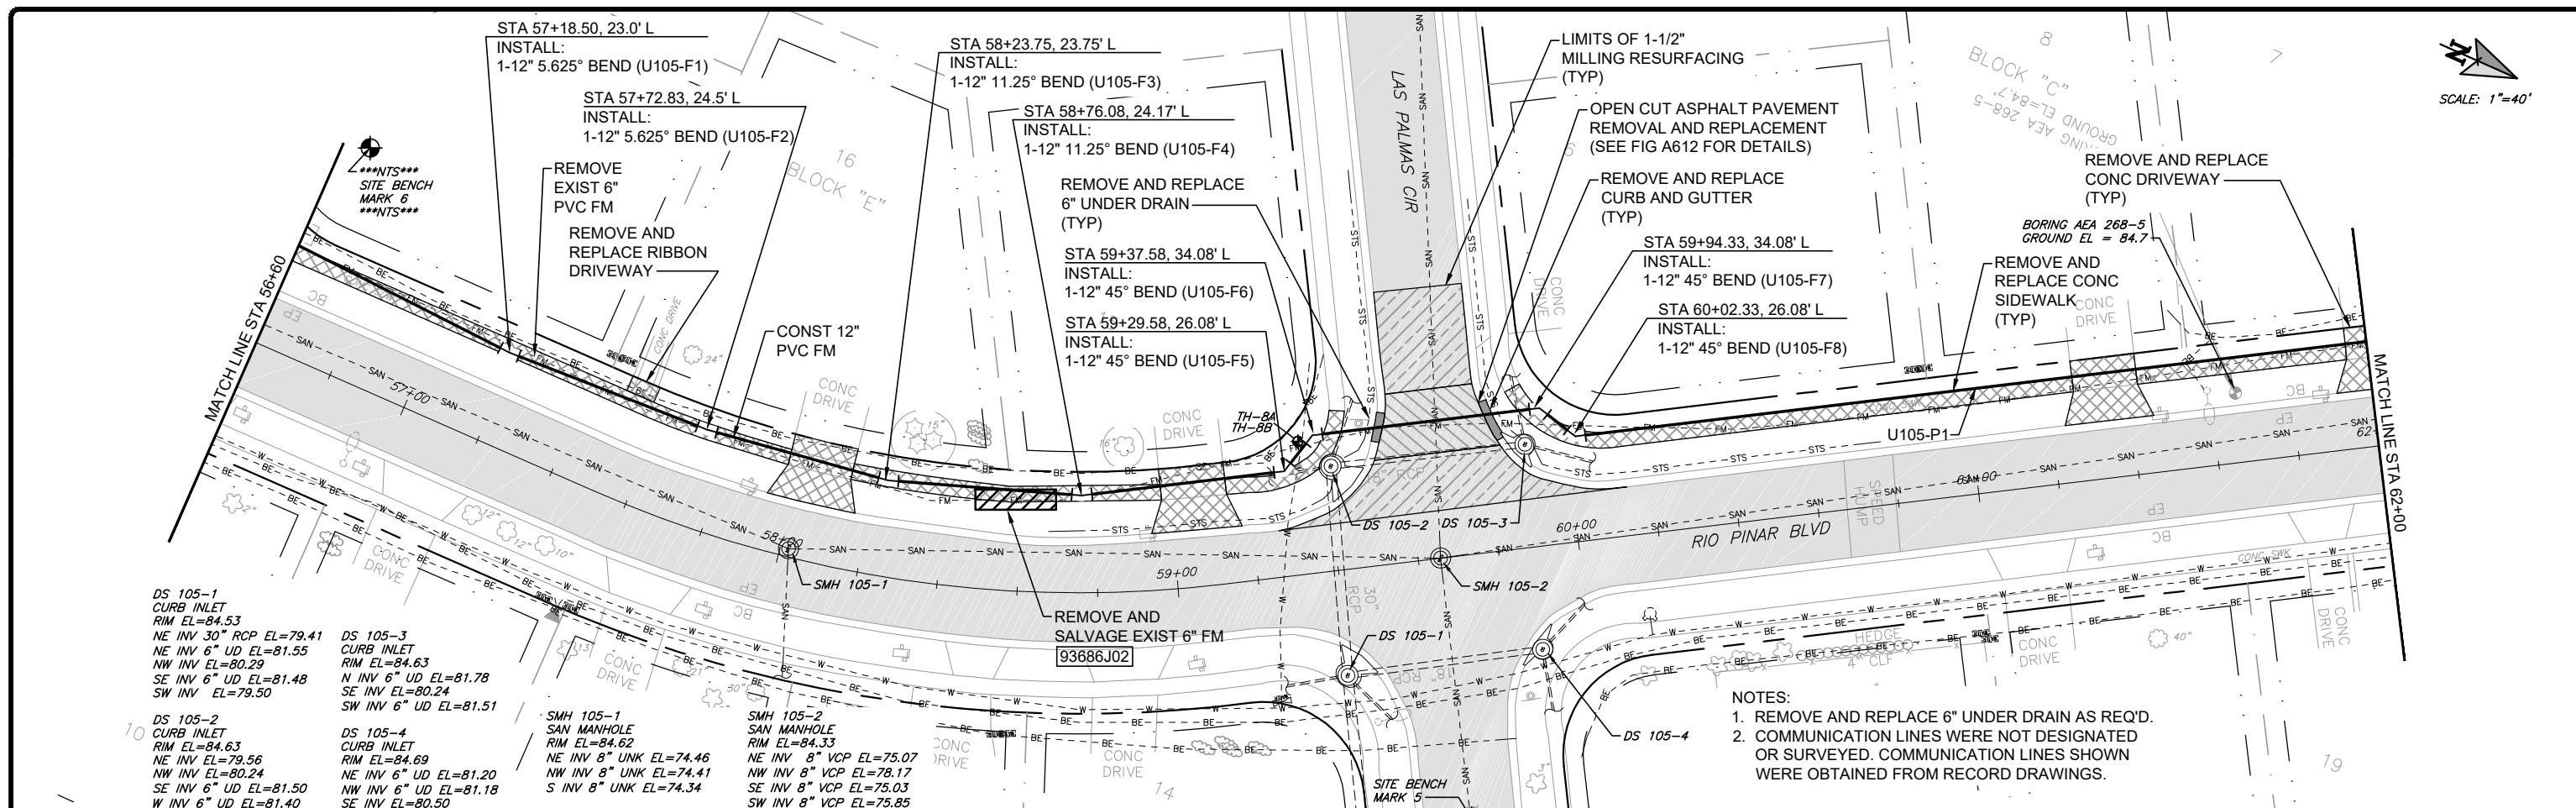 STA 57+18.50, 23.0' L
INSTALL:
1-12" 5.625° BEND (U105-F1)
STA 57+72.83, 24.5' L
INSTALL:
1-12" 5.625° BEND (U105-F2)
STA 58+23.75, 23.75' L
INSTALL:
1-12" 11.25° BEND (U105-F3)
STA 58+76.08, 24.17' L
INSTALL:
1-12" 11.25° BEND (U105-F4)
REMOVE AND REPLACE
6" UNDER DRAIN
(TYP)
STA 59+37.58, 34.08' L
INSTALL:
1-12" 45° BEND (U105-F6)
STA 59+29.58, 26.08' L
INSTALL:
1-12" 45° BEND (U105-F5)
LIMITS OF 1-1/2"
MILLING RESURFACING
(TYP)
OPEN CUT ASPHALT PAVEMENT
REMOVAL AND REPLACEMENT
(SEE FIG A612 FOR DETAILS)
REMOVE AND REPLACE
CURB AND GUTTER
(TYP)
STA 59+94.33, 34.08' L
INSTALL:
1-12" 45° BEND (U105-F7)
STA 60+02.33, 26.08' L
INSTALL:
1-12" 45° BEND (U105-F8)
REMOVE AND REPLACE
CONC DRIVEWAY
(TYP)
BORING AEA 268-5
GROUND EL = 84.7
REMOVE AND
REPLACE CONC
SIDEWALK
(TYP)
N
SCALE: 1"=40'
8
BLOCK "C"
EL=84.7'
7
***NTS***
SITE BENCH
MARK 6
***NTS***
REMOVE
EXIST 6"
PVC FM
REMOVE AND
REPLACE RIBBON
DRIVEWAY
CONST 12"
PVC FM
16
BLOCK "E"
LAS PALMAS CIR
MATCH LINE STA 56+60
MATCH LINE STA 62+00
57+00
58+00
59+00
60+00
61+00
RIO PINAR BLVD
U105-P1
TH-8A
TH-8B
DS 105-2
DS 105-3
SMH 105-1
SMH 105-2
DS 105-1
DS 105-4
SPEED
HUMP
30"
RCP
CONC SWK
HEDGE
4" CLF
CONC
DRIVE
REMOVE AND
SALVAGE EXIST 6" FM
93686J02
DS 105-1
CURB INLET
RIM EL=84.53
NE INV 30" RCP EL=79.41
NE INV 6" UD EL=81.55
NW INV EL=80.29
SE INV 6" UD EL=81.48
SW INV EL=79.50
DS 105-2
CURB INLET
RIM EL=84.63
NE INV EL=79.56
NW INV EL=80.24
SE INV 6" UD EL=81.50
W INV 6" UD EL=81.40
DS 105-3
CURB INLET
RIM EL=84.63
N INV 6" UD EL=81.78
SE INV EL=80.24
SW INV 6" UD EL=81.51
DS 105-4
CURB INLET
RIM EL=84.69
NE INV 6" UD EL=81.20
NW INV 6" UD EL=81.18
SE INV EL=80.50
SMH 105-1
SAN MANHOLE
RIM EL=84.62
NE INV 8" UNK EL=74.46
NW INV 8" UNK EL=74.41
S INV 8" UNK EL=74.34
SMH 105-2
SAN MANHOLE
RIM EL=84.33
NE INV 8" VCP EL=75.07
NW INV 8" VCP EL=78.17
SE INV 8" VCP EL=75.03
SW INV 8" VCP EL=75.85
SITE BENCH
MARK 5
NOTES:
1. REMOVE AND REPLACE 6" UNDER DRAIN AS REQ'D.
2. COMMUNICATION LINES WERE NOT DESIGNATED
OR SURVEYED. COMMUNICATION LINES SHOWN
WERE OBTAINED FROM RECORD DRAWINGS.
10
14
19